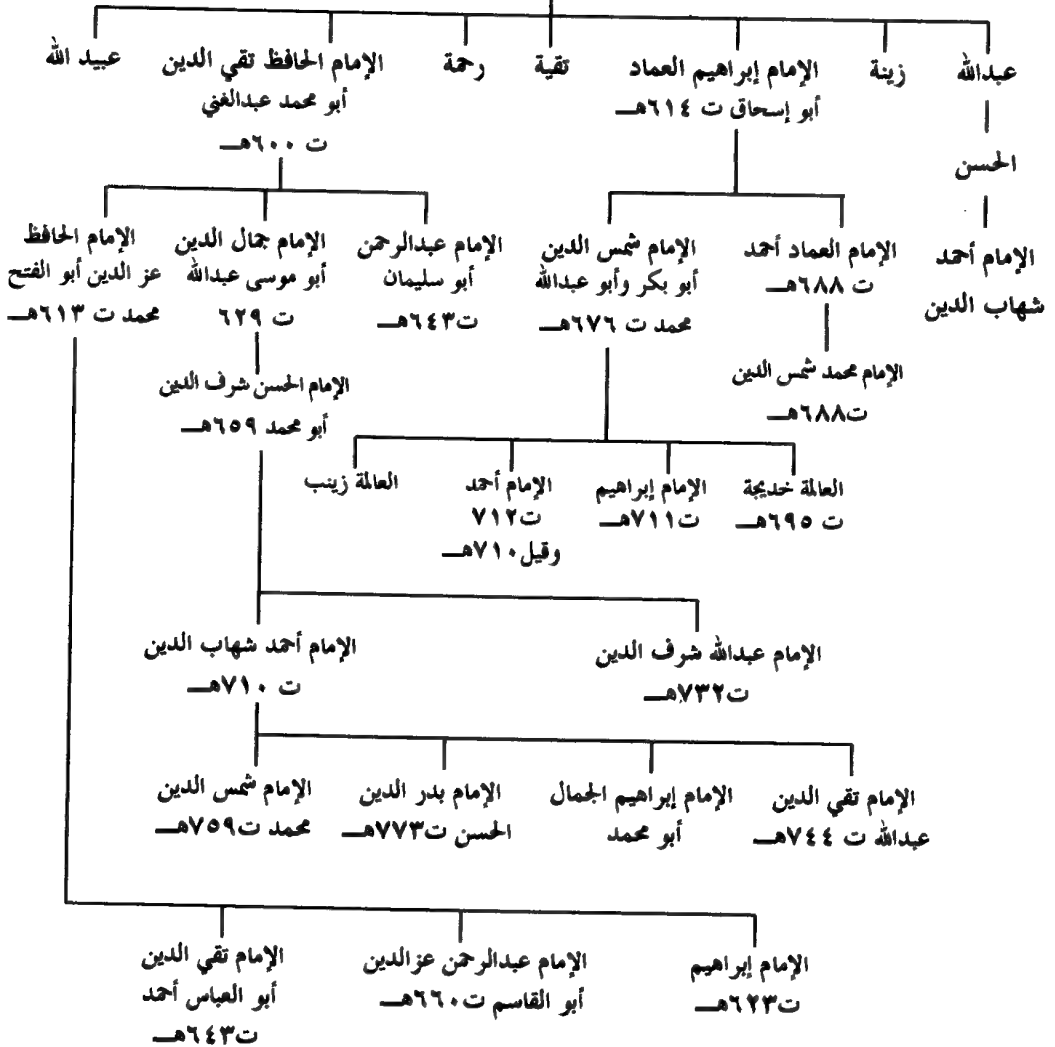 عبدالله
زينة
الإمام إبراهيم العماد
أبو إسحاق ت ٦١٤هـ
تقية
رحمة
الإمام الحافظ تقي الدين
أبو محمد عبدالغني
ت ٦٠٠هـ
عبيد الله
الحسن
الإمام أحمد
شهاب الدين
الإمام العماد أحمد
ت ٦٨٨هـ
الإمام شمس الدين
أبو بكر وأبو عبدالله
محمد ت ٦٧٦هـ
الإمام عبدالرحمن
أبو سليمان
ت٦٤٣هـ
الإمام جمال الدين
أبو موسى عبدالله
ت ٦٢٩
الإمام الحافظ
عز الدين أبو الفتح
محمد ت ٦١٣هـ
الإمام محمد شمس الدين
ت٦٨٨هـ
الإمام الحسن شرف الدين
أبو محمد ٦٥٩هـ
العالمة خديجة
ت ٦٩٥هـ
الإمام إبراهيم
ت٧١١هـ
الإمام أحمد
ت٧١٢
وقيل٧١٠هـ
العالمة زينب
الإمام عبدالله شرف الدين
ت٧٣٢هـ
الإمام أحمد شهاب الدين
ت ٧١٠هـ
الإمام تقي الدين
عبدالله ت ٧٤٤هـ
الإمام إبراهيم الجمال
أبو محمد
الإمام بدر الدين
الحسن ت٧٧٣هـ
الإمام شمس الدين
محمد ت٧٥٩هـ
الإمام إبراهيم
ت٦٢٣هـ
الإمام عبدالرحمن عزالدين
أبو القاسم ت٦٦٠هـ
الإمام تقي الدين
أبو العباس أحمد
ت٦٤٣هـ